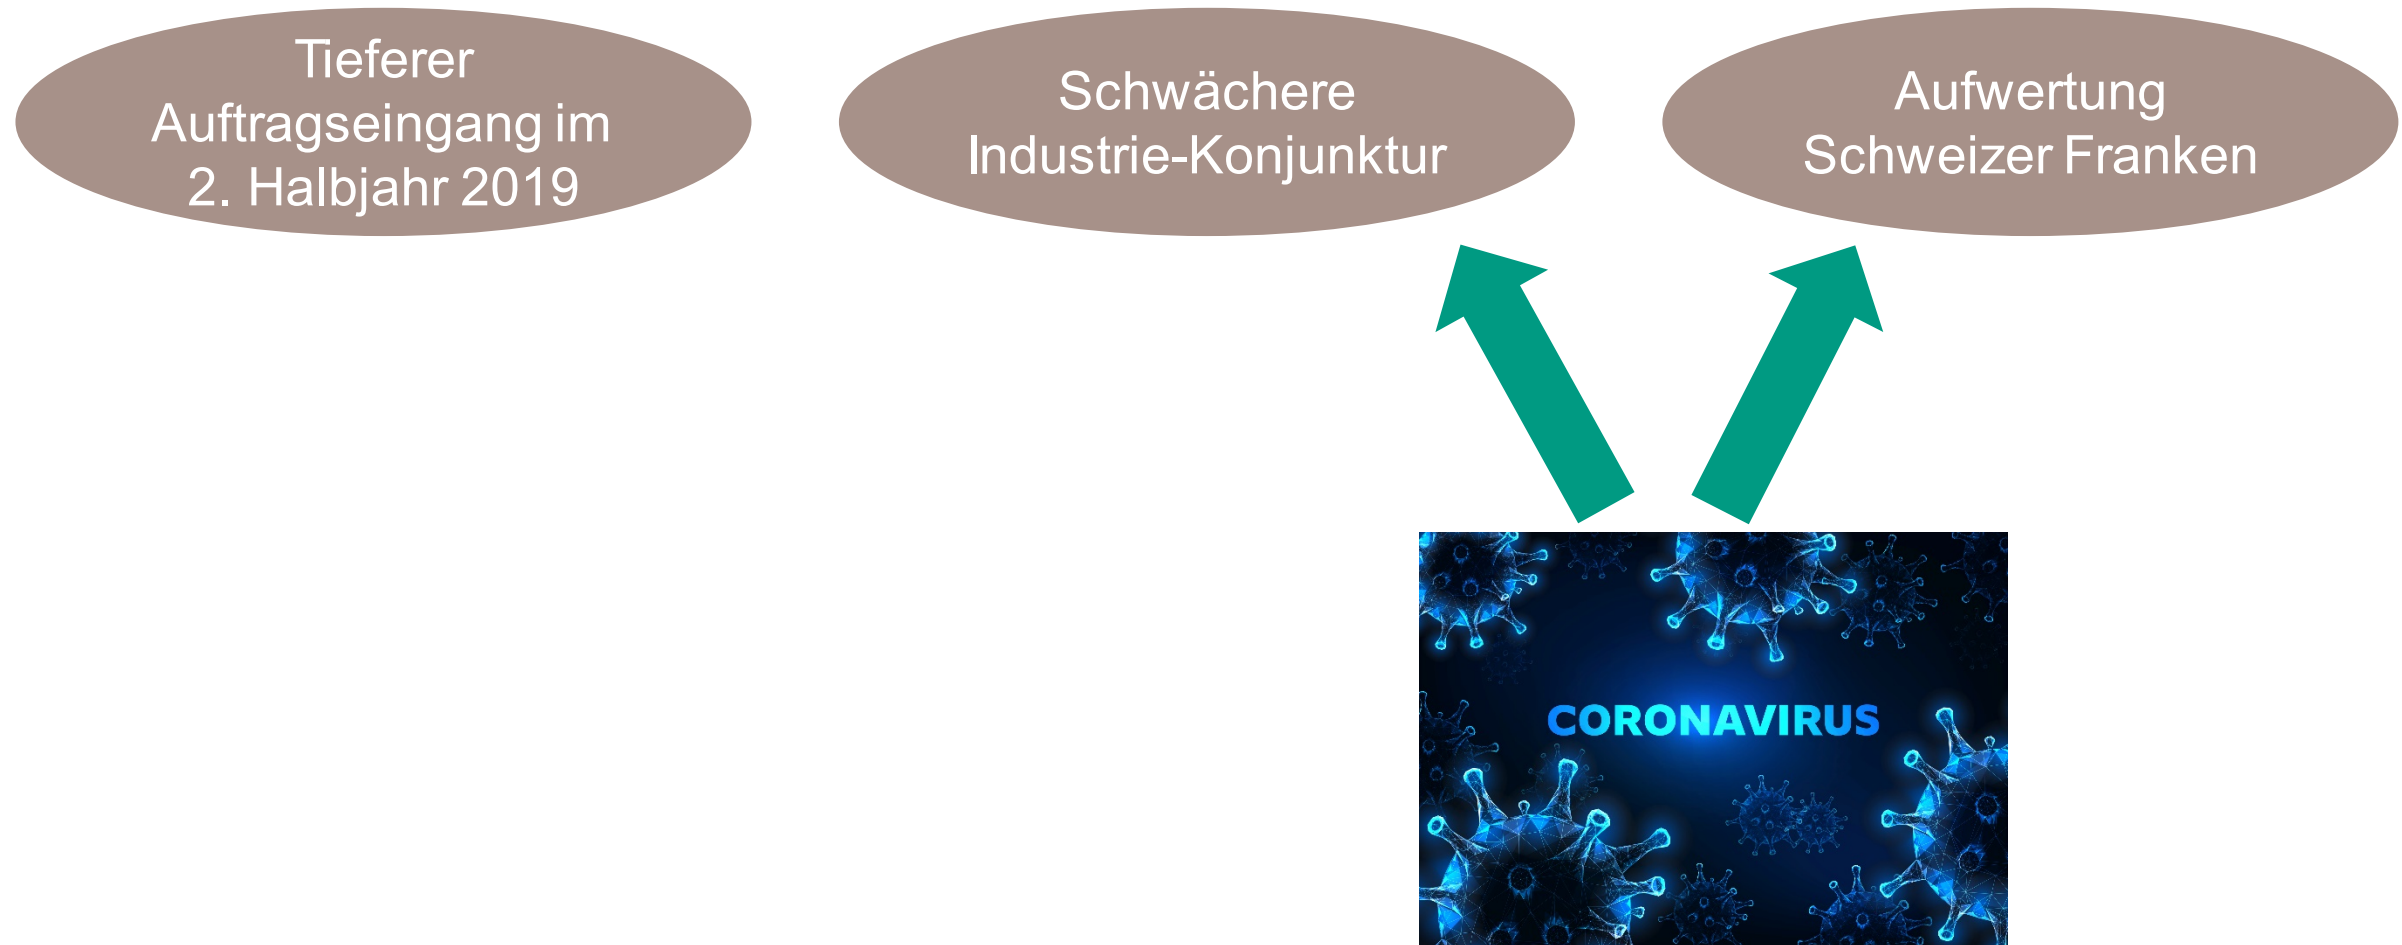 Tieferer
Auftragseingang im
2. Halbjahr 2019
Schwächere
Industrie-Konjunktur
Aufwertung
Schweizer Franken
CORONAVIRUS